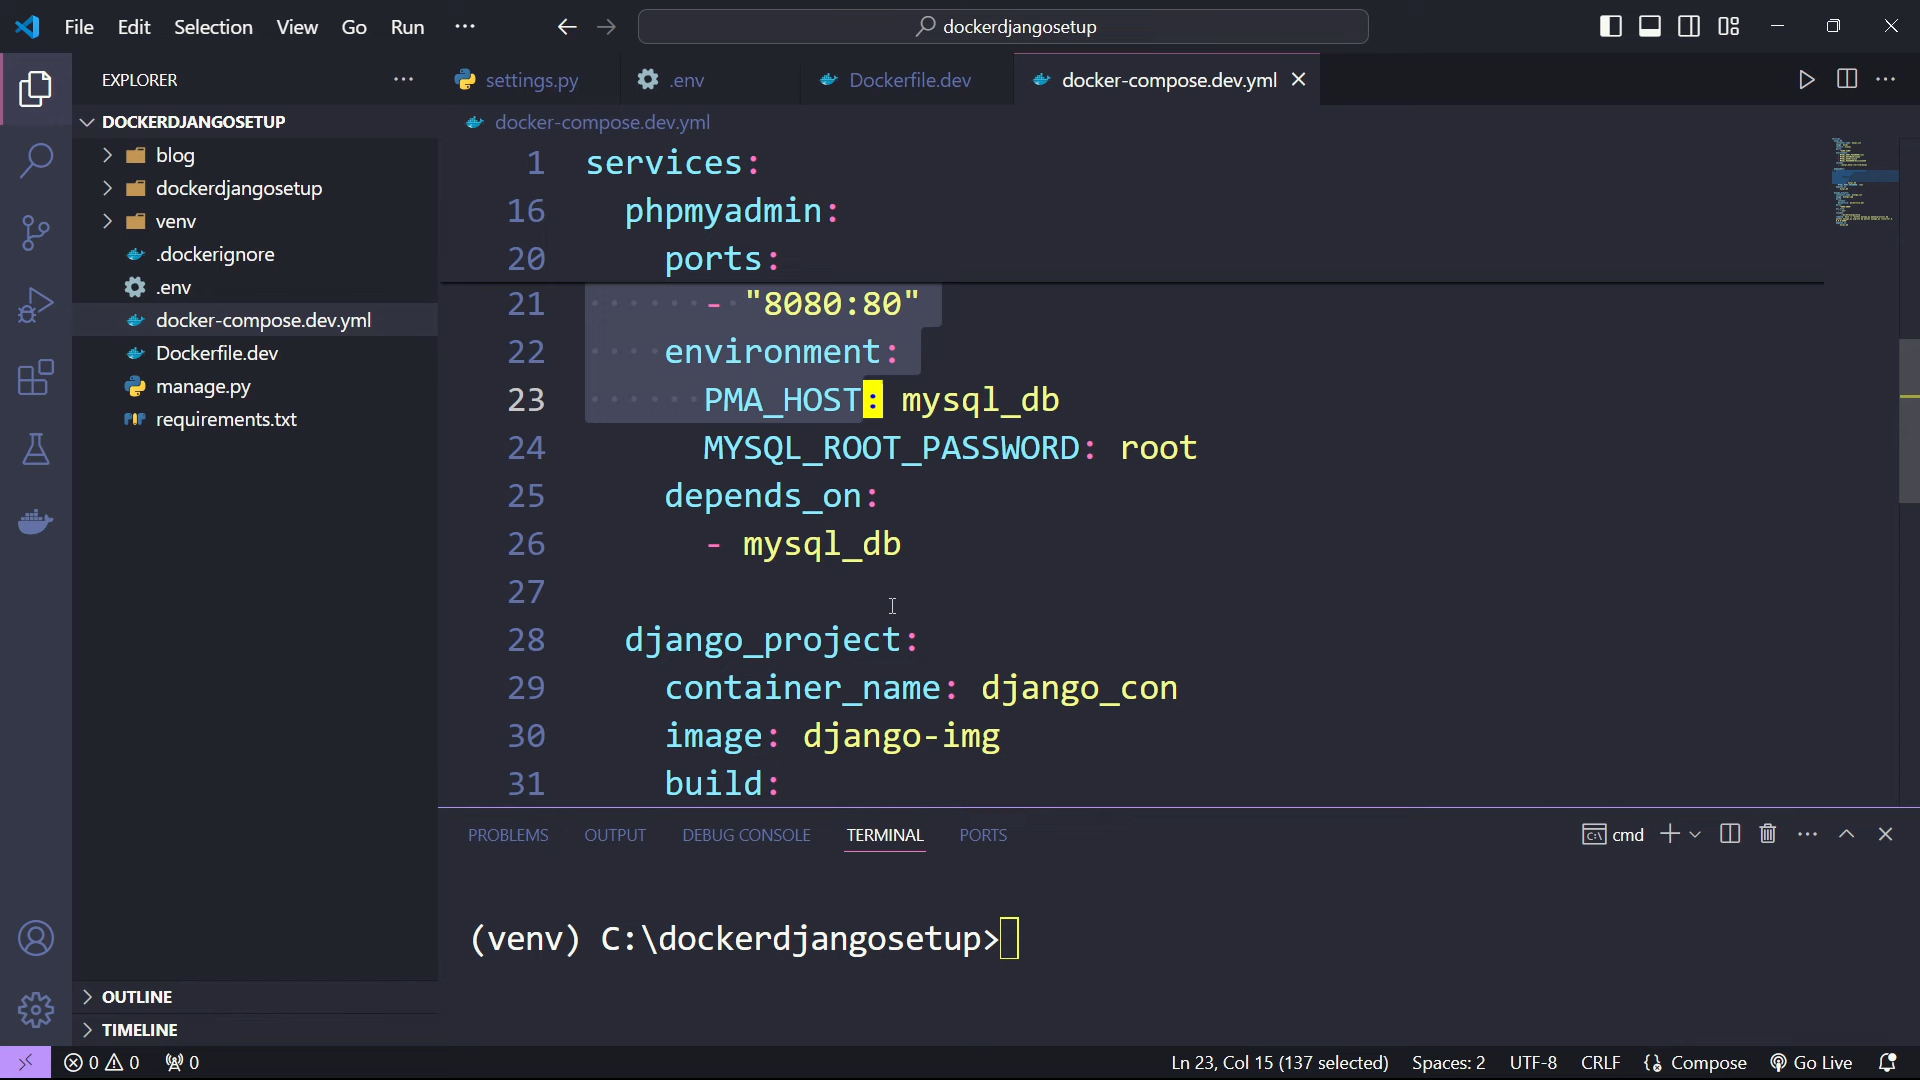 File Edit Selection View Go Run ··· dockerdjangosetup
EXPLORER ··· settings.py .env Dockerfile.dev docker-compose.dev.yml
DOCKERDJANGOSETUP
docker-compose.dev.yml
blog
dockerdjangosetup
venv
.dockerignore
.env
docker-compose.dev.yml
Dockerfile.dev
manage.py
requirements.txt
OUTLINE
TIMELINE
1 services:
16 phpmyadmin:
20 ports:
21 - "8080:80"
22 environment:
23 PMA_HOST: mysql_db
24 MYSQL_ROOT_PASSWORD: root
25 depends_on:
26 - mysql_db
27
28 django_project:
29 container_name: django_con
30 image: django-img
31 build:
PROBLEMS OUTPUT DEBUG CONSOLE TERMINAL PORTS cmd
(venv) C:\dockerdjangosetup>
0 0 0 Ln 23, Col 15 (137 selected) Spaces: 2 UTF-8 CRLF {} Compose Go Live